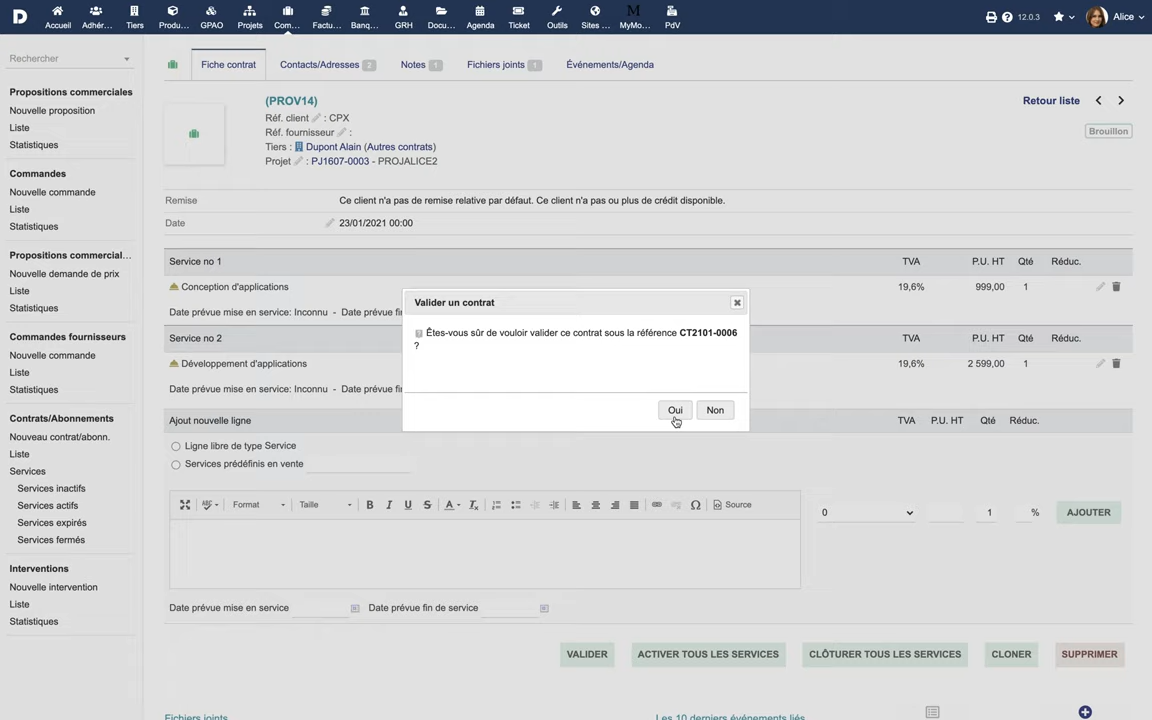 Accueil
Adhér...
Tiers
Produ...
GPAO
Projets
Com...
Factu...
Banq...
GRH
Docu...
Agenda
Ticket
Outils
Sites ...
MyMo...
PdV
12.0.3
Alice
Rechercher
Propositions commerciales
Nouvelle proposition
Liste
Statistiques
Commandes
Nouvelle commande
Liste
Statistiques
Propositions commercial...
Nouvelle demande de prix
Liste
Statistiques
Commandes fournisseurs
Nouvelle commande
Liste
Statistiques
Contrats/Abonnements
Nouveau contrat/abonn.
Liste
Services
Services inactifs
Services actifs
Services expirés
Services fermés
Interventions
Nouvelle intervention
Liste
Statistiques
Fiche contrat
Contacts/Adresses 2
Notes 1
Fichiers joints 1
Événements/Agenda
(PROV14)
Réf. client : CPX
Réf. fournisseur :
Tiers : Dupont Alain (Autres contrats)
Projet : PJ1607-0003 - PROJALICE2
Retour liste
Brouillon
Remise Ce client n'a pas de remise relative par défaut. Ce client n'a pas ou plus de crédit disponible.
Date 23/01/2021 00:00
Service no 1 TVA P.U. HT Qté Réduc.
Conception d'applications 19,6% 999,00 1
Date prévue mise en service: Inconnu - Date prévue fin
Service no 2 TVA P.U. HT Qté Réduc.
Développement d'applications 19,6% 2 599,00 1
Date prévue mise en service: Inconnu - Date prévue fin
Valider un contrat
Êtes-vous sûr de vouloir valider ce contrat sous la référence CT2101-0006
?
Oui Non
Ajout nouvelle ligne TVA P.U. HT Qté Réduc.
Ligne libre de type Service
Services prédéfinis en vente
Format Taille B I U S A Source
0 1 % AJOUTER
Date prévue mise en service Date prévue fin de service
VALIDER ACTIVER TOUS LES SERVICES CLÔTURER TOUS LES SERVICES CLONER SUPPRIMER
Fichiers joints Les 10 derniers événements liés